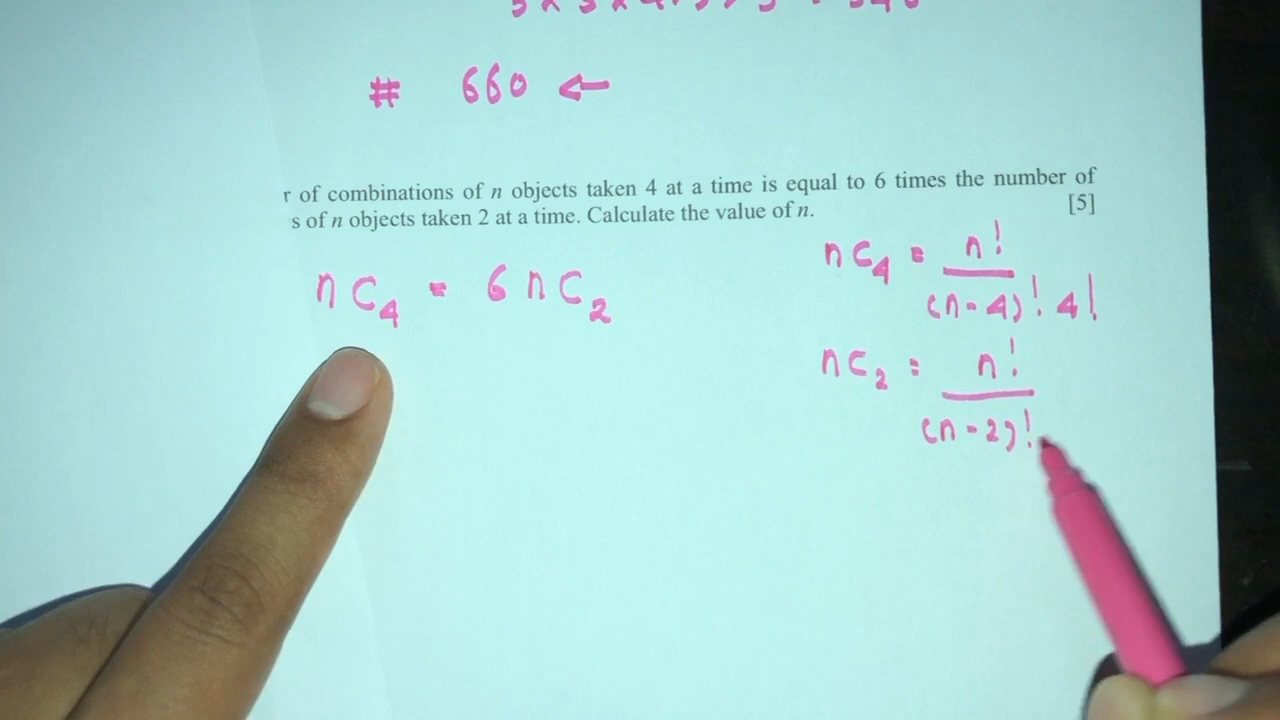 # 660 ←
r of combinations of n objects taken 4 at a time is equal to 6 times the number of
s of n objects taken 2 at a time. Calculate the value of n. [5]
nC₄ = 6 nC₂
nC₄ = n! / (n-4)! 4!
nC₂ = n! / (n-2)!